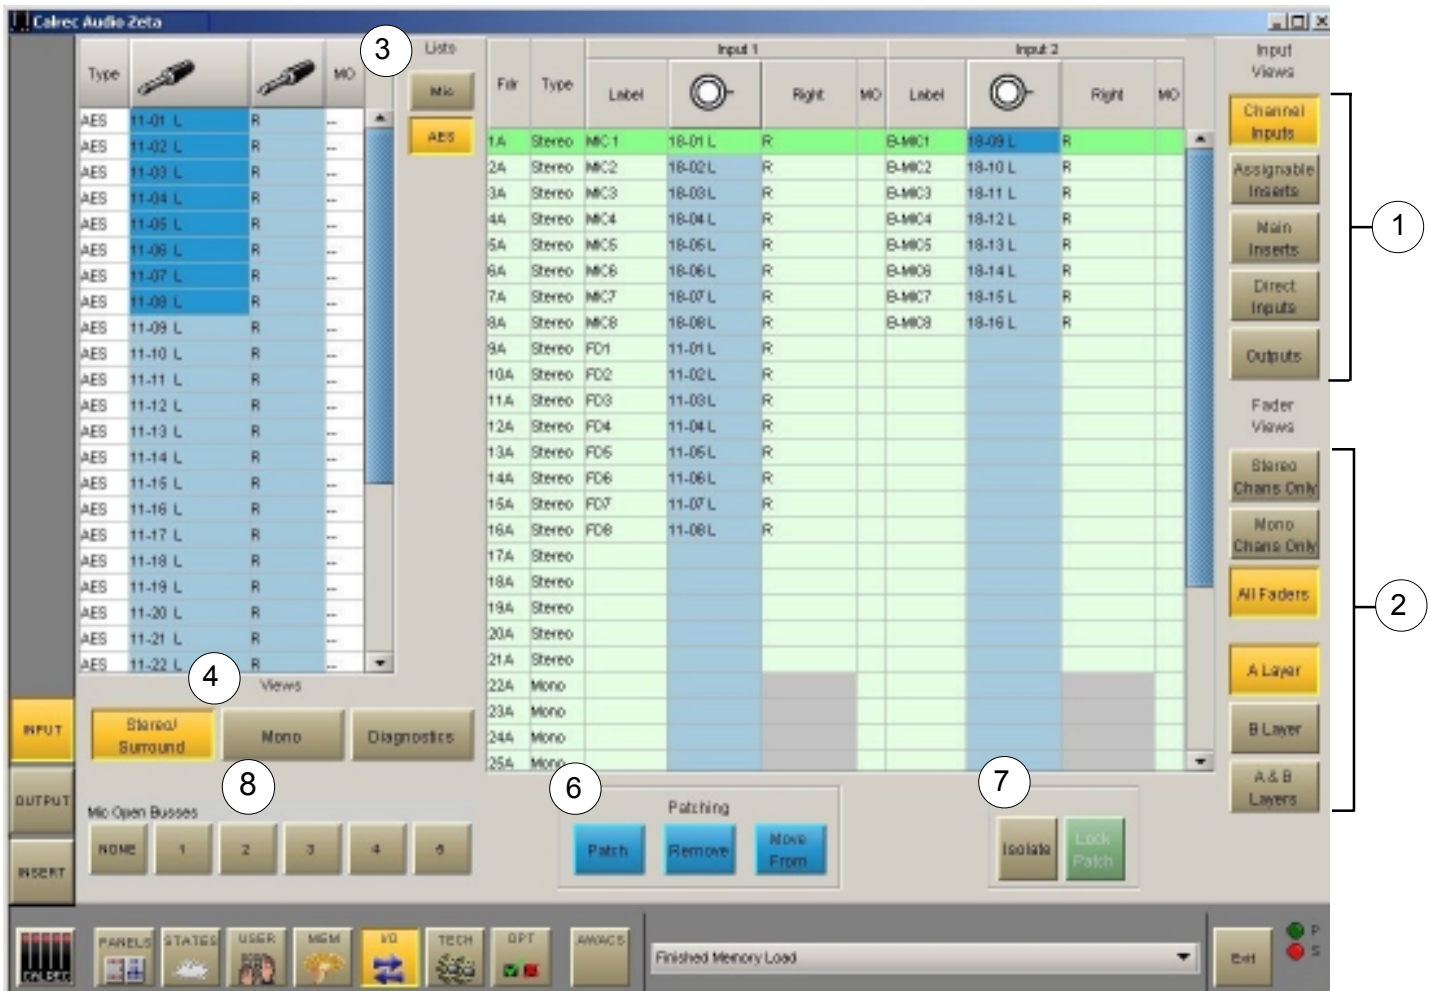 Calrec Audio Zeta
Type MO
AES 11-01 L R --
AES 11-02 L R --
AES 11-03 L R --
AES 11-04 L R --
AES 11-05 L R --
AES 11-06 L R --
AES 11-07 L R --
AES 11-08 L R --
AES 11-09 L R --
AES 11-10 L R --
AES 11-11 L R --
AES 11-12 L R --
AES 11-13 L R --
AES 11-14 L R --
AES 11-15 L R --
AES 11-16 L R --
AES 11-17 L R --
AES 11-18 L R --
AES 11-19 L R --
AES 11-20 L R --
AES 11-21 L R --
AES 11-22 L R --
3
Lists
Mic
AES
Input 1 Input 2
Fdr Type Label Right MO Label Right MO
1A Stereo MIC1 18-01 L R B-MIC1 18-09 L R
2A Stereo MIC2 18-02 L R B-MIC2 18-10 L R
3A Stereo MIC3 18-03 L R B-MIC3 18-11 L R
4A Stereo MIC4 18-04 L R B-MIC4 18-12 L R
5A Stereo MIC5 18-05 L R B-MIC5 18-13 L R
6A Stereo MIC6 18-06 L R B-MIC6 18-14 L R
7A Stereo MIC7 18-07 L R B-MIC7 18-15 L R
8A Stereo MIC8 18-08 L R B-MIC8 18-16 L R
9A Stereo FD1 11-01 L R
10A Stereo FD2 11-02 L R
11A Stereo FD3 11-03 L R
12A Stereo FD4 11-04 L R
13A Stereo FD5 11-05 L R
14A Stereo FD6 11-06 L R
15A Stereo FD7 11-07 L R
16A Stereo FD8 11-08 L R
17A Stereo
18A Stereo
19A Stereo
20A Stereo
21A Stereo
22A Mono
23A Mono
24A Mono
25A Mono
Input
Views
Channel
Inputs
Assignable
Inserts
Main
Inserts
Direct
Inputs
Outputs
1
Fader
Views
Stereo
Chans Only
Mono
Chans Only
All Faders
A Layer
B Layer
A & B
Layers
2
4
Views
Stereo/
Surround
Mono
Diagnostics
INPUT
OUTPUT
INSERT
8
Mic Open Busses
NONE 1 2 3 4 5
6
Patching
Patch
Remove
Move
From
7
Isolate
Lock
Patch
CALREC
PANELS
STATES
USER
MEM
I/O
TECH
OPT
AWACS
Finished Memory Load
Exit
P
S